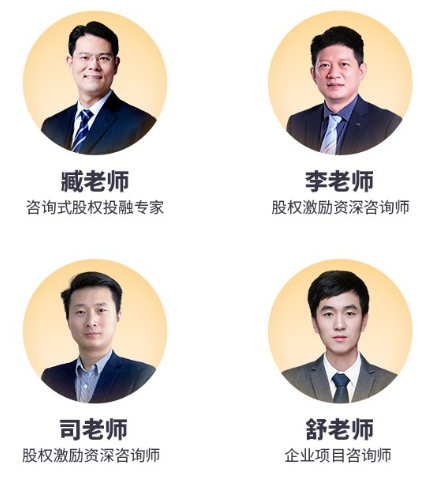 臧老师
李老师
咨询式股权投融专家
股权激励资深咨询师
司老师
舒老师
股权激励资深咨询师
企业项目咨询师